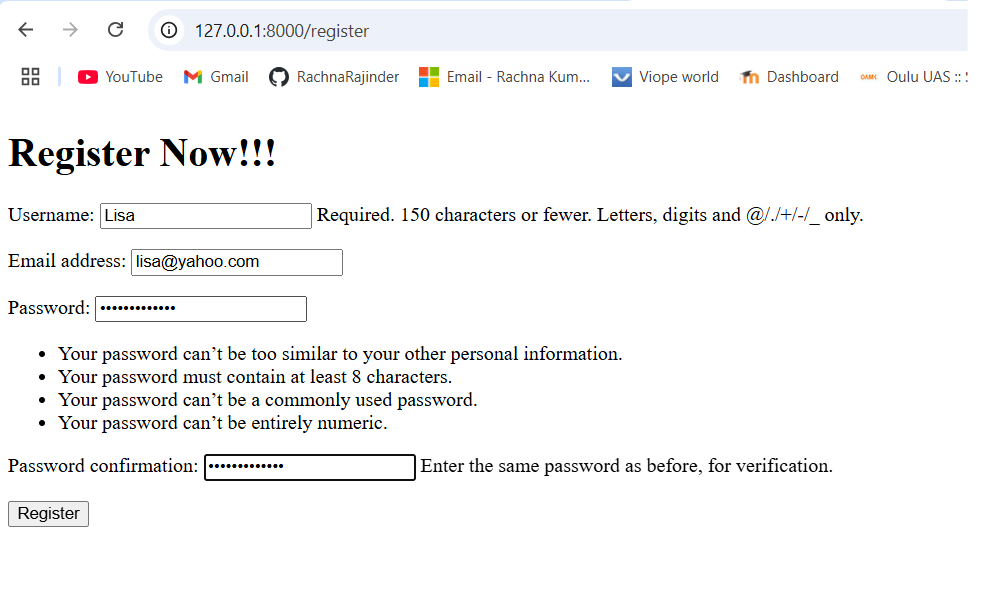 127.0.0.1:8000/register
YouTube Gmail RachnaRajinder Email - Rachna Kum... Viope world Dashboard OAMK Oulu UAS ::
Register Now!!!
Username: Lisa Required. 150 characters or fewer. Letters, digits and @/./+/-/_ only.
Email address: lisa@yahoo.com
Password: •••••••••••••
• Your password can’t be too similar to your other personal information.
• Your password must contain at least 8 characters.
• Your password can’t be a commonly used password.
• Your password can’t be entirely numeric.
Password confirmation: ••••••••••••• Enter the same password as before, for verification.
Register